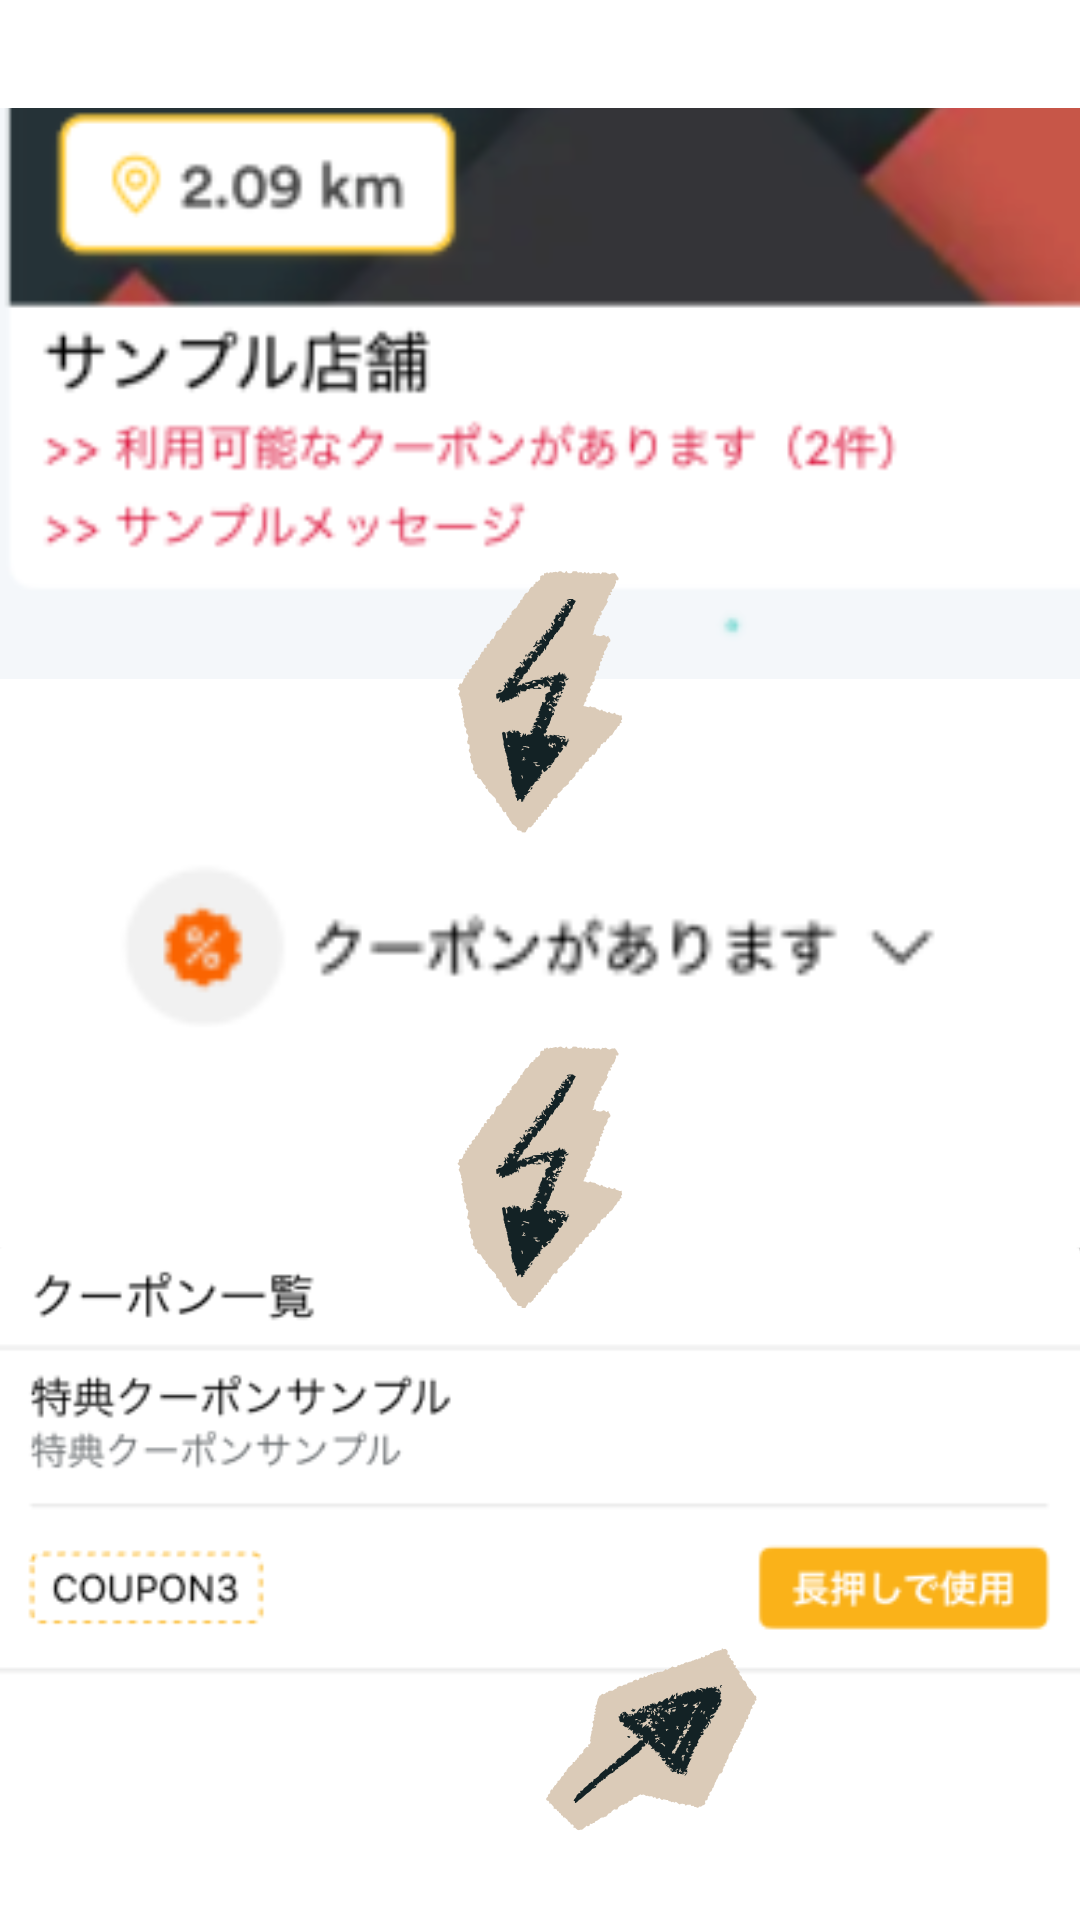 2.09 km
サンプル店舗
>> 利用可能なクーポンがあります（2件）
>> サンプルメッセージ
クーポンがあります
クーポン一覧
特典クーポンサンプル
特典クーポンサンプル
COUPON3
長押しで使用